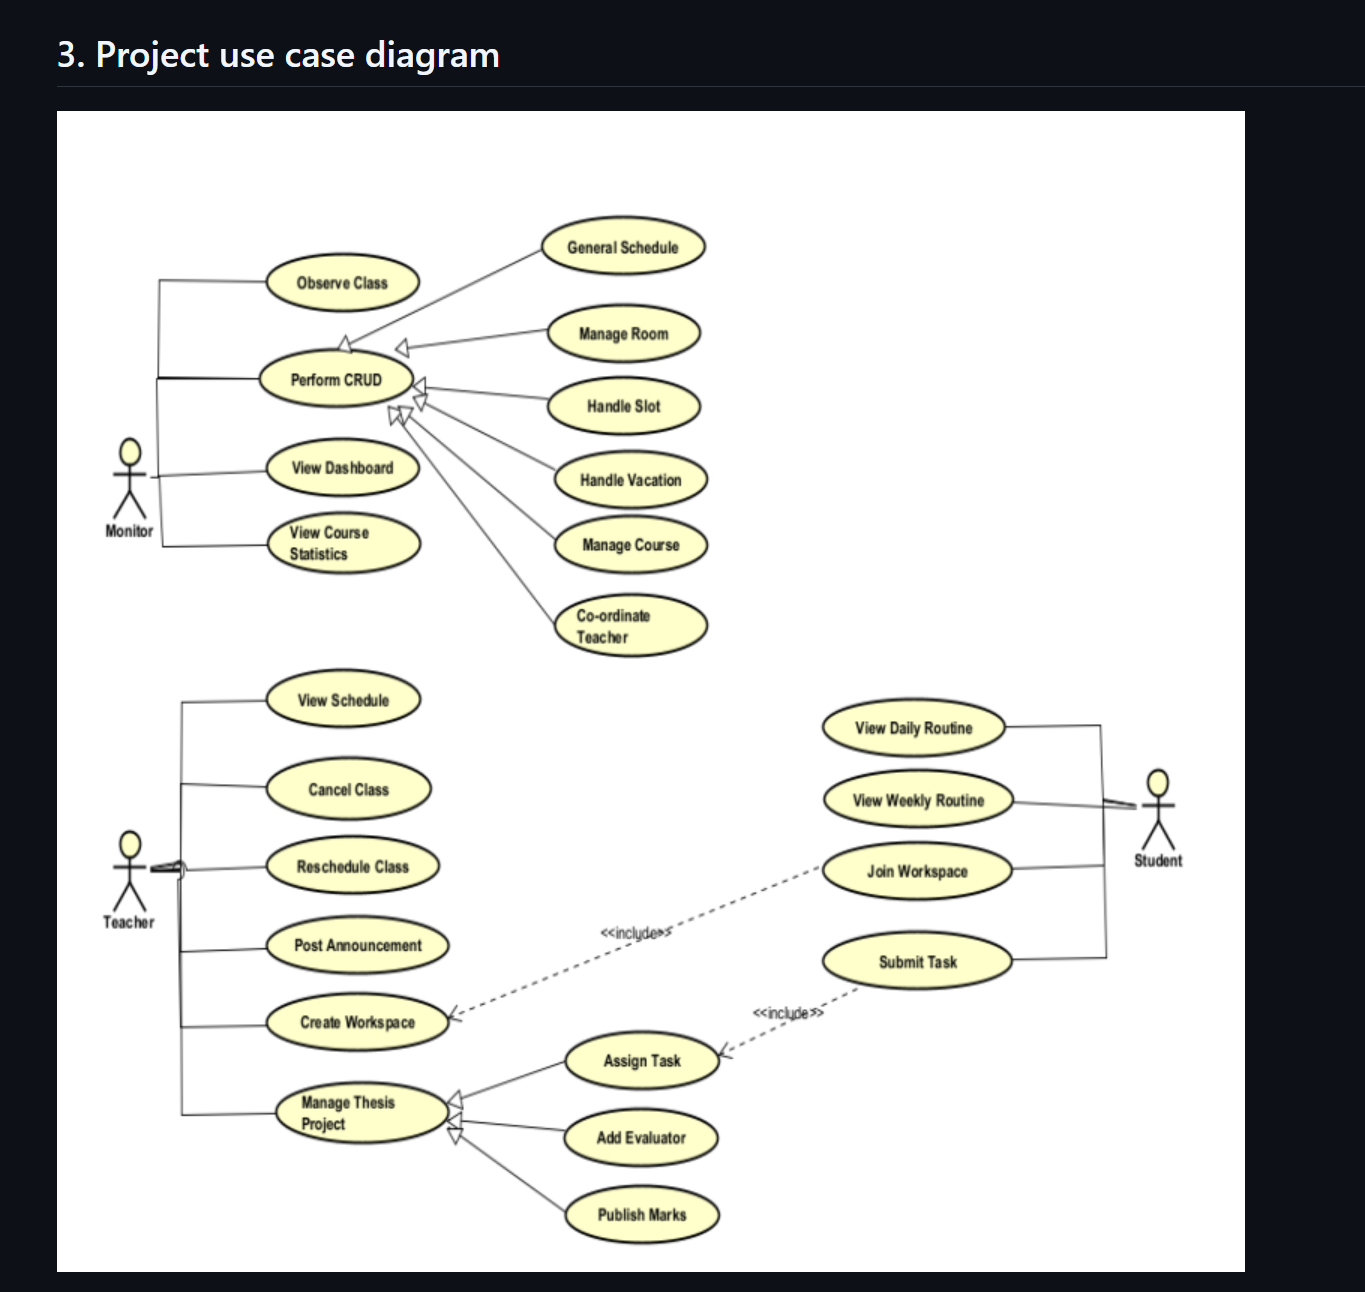 3. Project use case diagram
General Schedule
Observe Class
Manage Room
Perform CRUD
Handle Slot
View Dashboard
Handle Vacation
Monitor
View Course
Statistics
Manage Course
Co-ordinate
Teacher
View Schedule
View Daily Routine
Cancel Class
View Weekly Routine
Reschedule Class
Join Workspace
Student
Teacher
<<include>>
Post Announcement
Submit Task
<<include>>
Create Workspace
Assign Task
Manage Thesis
Project
Add Evaluator
Publish Marks